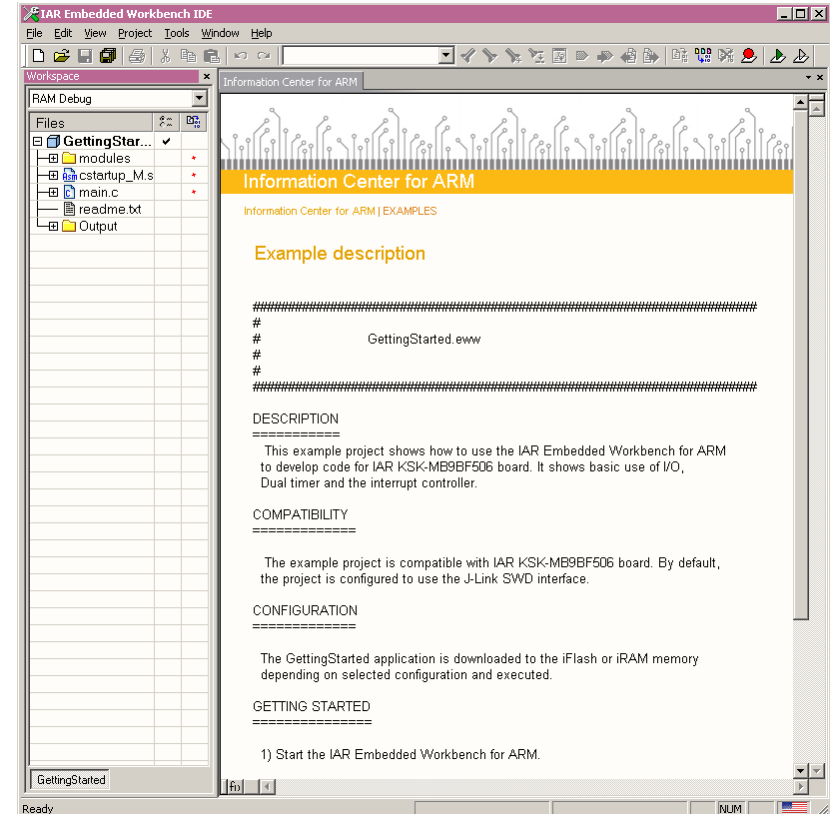 IAR Embedded Workbench IDE
File Edit View Project Tools Window Help
Workspace
Information Center for ARM
RAM Debug
Files
GettingStar...
modules
cstartup_M.s
main.c
readme.txt
Output
Information Center for ARM
Information Center for ARM | EXAMPLES
Example description
########################################################################
#
# GettingStarted.eww
#
#
########################################################################
DESCRIPTION
===========
This example project shows how to use the IAR Embedded Workbench for ARM
to develop code for IAR KSK-MB9BF506 board. It shows basic use of I/O,
Dual timer and the interrupt controller.
COMPATIBILITY
=============
The example project is compatible with IAR KSK-MB9BF506 board. By default,
the project is configured to use the J-Link SWD interface.
CONFIGURATION
=============
The GettingStarted application is downloaded to the iFlash or iRAM memory
depending on selected configuration and executed.
GETTING STARTED
===============
1) Start the IAR Embedded Workbench for ARM.
GettingStarted
Ready
NUM